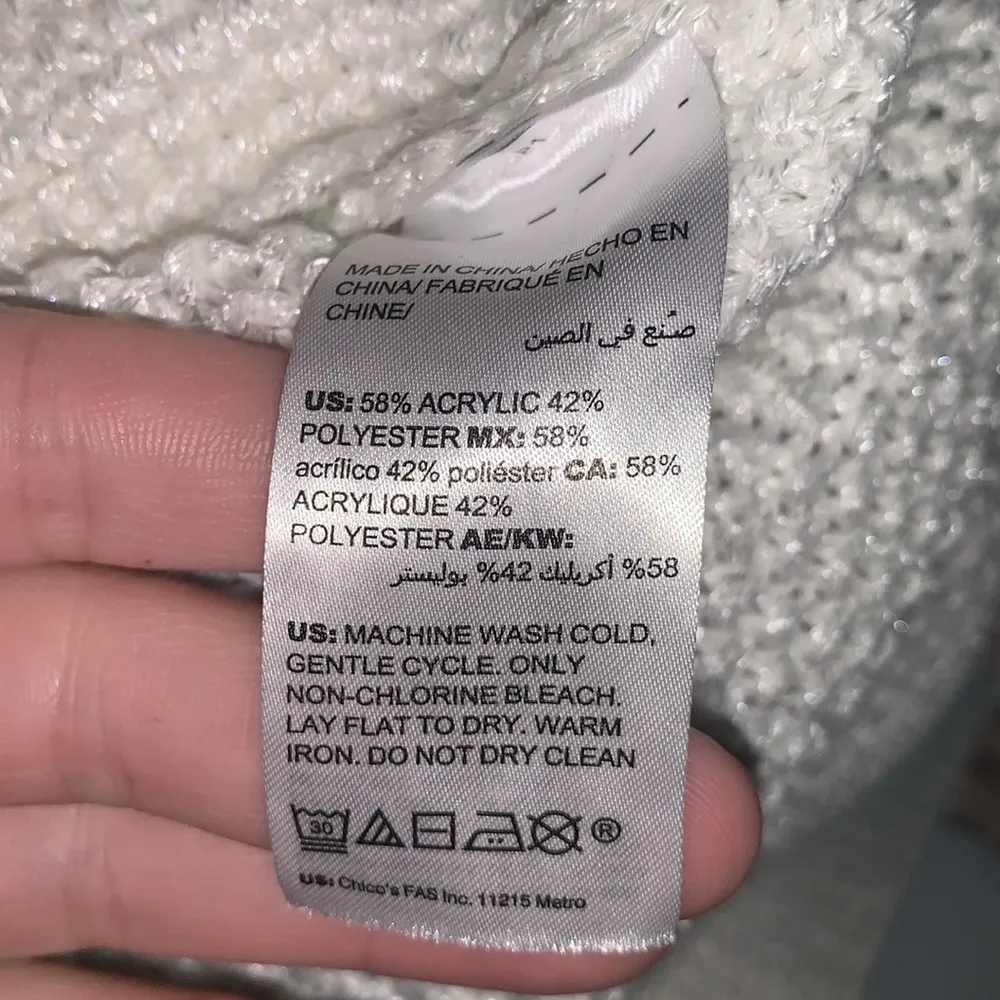 MADE IN CHINA/ HECHO EN
CHINA/ FABRIQUÉ EN
CHINE/
صنع في الصين
US: 58% ACRYLIC 42%
POLYESTER MX: 58%
acrílico 42% poliéster CA: 58%
ACRYLIQUE 42%
POLYESTER AE/KW:
58% أكريليك 42% بوليستر
US: MACHINE WASH COLD,
GENTLE CYCLE. ONLY
NON-CHLORINE BLEACH.
LAY FLAT TO DRY. WARM
IRON. DO NOT DRY CLEAN
30 ®
US: Chico's FAS Inc. 11215 Metro